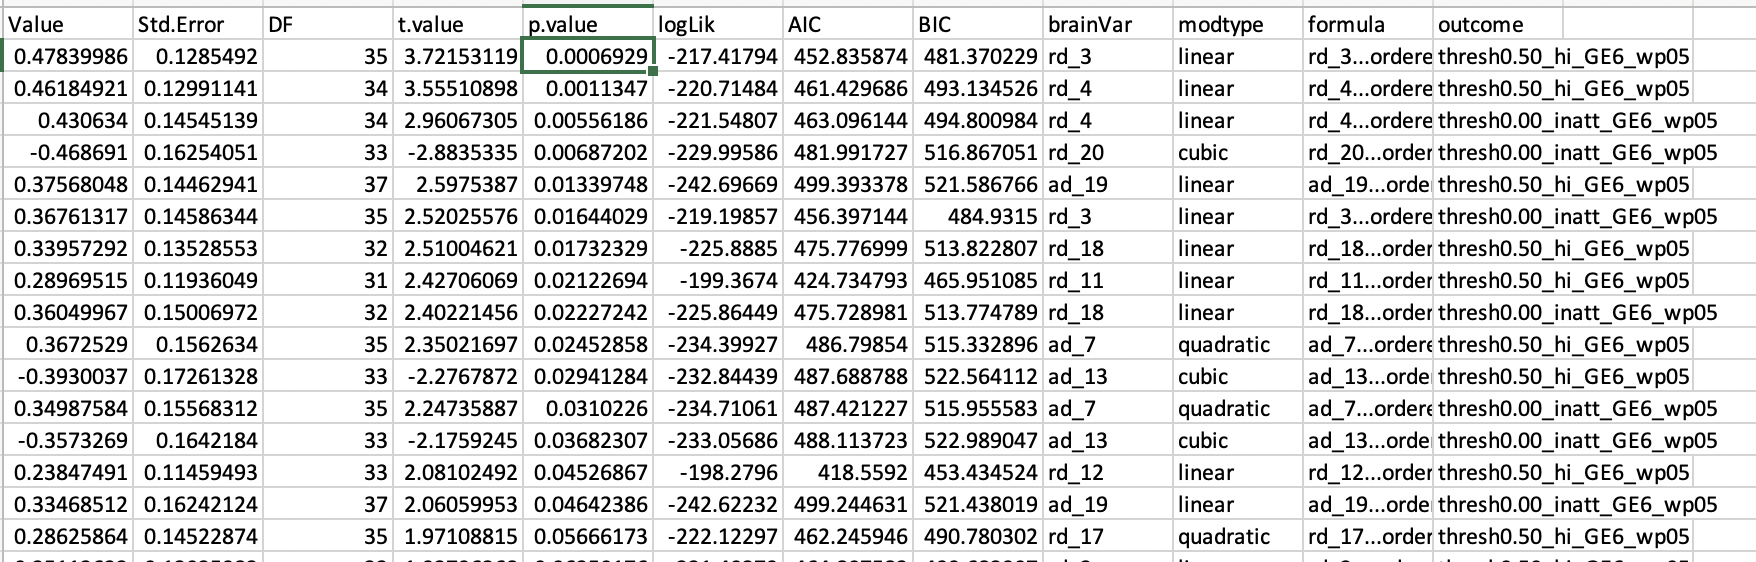 Value Std.Error DF t.value p.value logLik AIC BIC brainVar modtype formula outcome
0.47839986 0.1285492 35 3.72153119 0.0006929 -217.41794 452.835874 481.370229 rd_3 linear rd_3...ordere thresh0.50_hi_GE6_wp05
0.46184921 0.12991141 34 3.55510898 0.0011347 -220.71484 461.429686 493.134526 rd_4 linear rd_4...ordere thresh0.50_hi_GE6_wp05
0.430634 0.14545139 34 2.96067305 0.00556186 -221.54807 463.096144 494.800984 rd_4 linear rd_4...ordere thresh0.00_inatt_GE6_wp05
-0.468691 0.16254051 33 -2.8835335 0.00687202 -229.99586 481.991727 516.867051 rd_20 cubic rd_20...order thresh0.00_inatt_GE6_wp05
0.37568048 0.14462941 37 2.5975387 0.01339748 -242.69669 499.393378 521.586766 ad_19 linear ad_19...orde thresh0.50_hi_GE6_wp05
0.36761317 0.14586344 35 2.52025576 0.01644029 -219.19857 456.397144 484.9315 rd_3 linear rd_3...ordere thresh0.00_inatt_GE6_wp05
0.33957292 0.13528553 32 2.51004621 0.01732329 -225.8885 475.776999 513.822807 rd_18 linear rd_18...order thresh0.50_hi_GE6_wp05
0.28969515 0.11936049 31 2.42706069 0.02122694 -199.3674 424.734793 465.951085 rd_11 linear rd_11...order thresh0.50_hi_GE6_wp05
0.36049967 0.15006972 32 2.40221456 0.02227242 -225.86449 475.728981 513.774789 rd_18 linear rd_18...order thresh0.00_inatt_GE6_wp05
0.3672529 0.1562634 35 2.35021697 0.02452858 -234.39927 486.79854 515.332896 ad_7 quadratic ad_7...ordere thresh0.50_hi_GE6_wp05
-0.3930037 0.17261328 33 -2.2767872 0.02941284 -232.84439 487.688788 522.564112 ad_13 cubic ad_13...orde thresh0.50_hi_GE6_wp05
0.34987584 0.15568312 35 2.24735887 0.0310226 -234.71061 487.421227 515.955583 ad_7 quadratic ad_7...ordere thresh0.00_inatt_GE6_wp05
-0.3573269 0.1642184 33 -2.1759245 0.03682307 -233.05686 488.113723 522.989047 ad_13 cubic ad_13...orde thresh0.00_inatt_GE6_wp05
0.23847491 0.11459493 33 2.08102492 0.04526867 -198.2796 418.5592 453.434524 rd_12 linear rd_12...order thresh0.50_hi_GE6_wp05
0.33468512 0.16242124 37 2.06059953 0.04642386 -242.62232 499.244631 521.438019 ad_19 linear ad_19...orde thresh0.00_inatt_GE6_wp05
0.28625864 0.14522874 35 1.97108815 0.05666173 -222.12297 462.245946 490.780302 rd_17 quadratic rd_17...order thresh0.50_hi_GE6_wp05